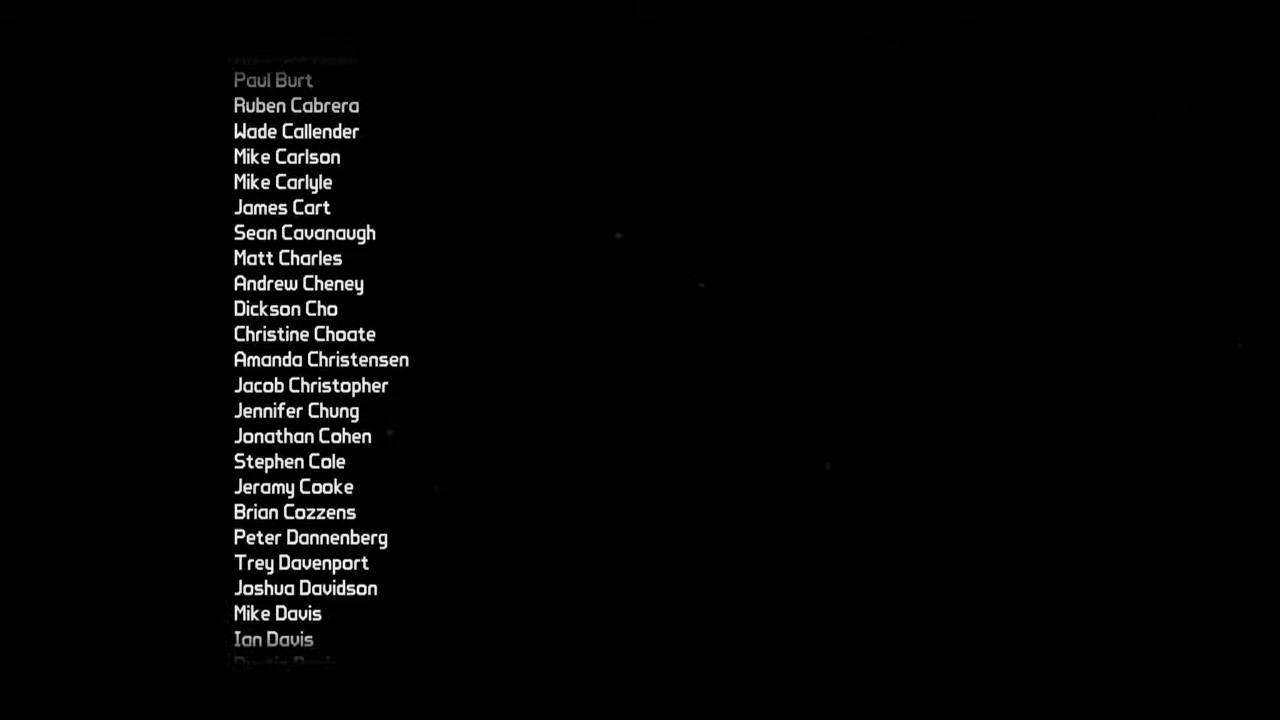 Paul Burt
Ruben Cabrera
Wade Callender
Mike Carlson
Mike Carlyle
James Cart
Sean Cavanaugh
Matt Charles
Andrew Cheney
Dickson Cho
Christine Choate
Amanda Christensen
Jacob Christopher
Jennifer Chung
Jonathan Cohen
Stephen Cole
Jeramy Cooke
Brian Cozzens
Peter Dannenberg
Trey Davenport
Joshua Davidson
Mike Davis
Ian Davis